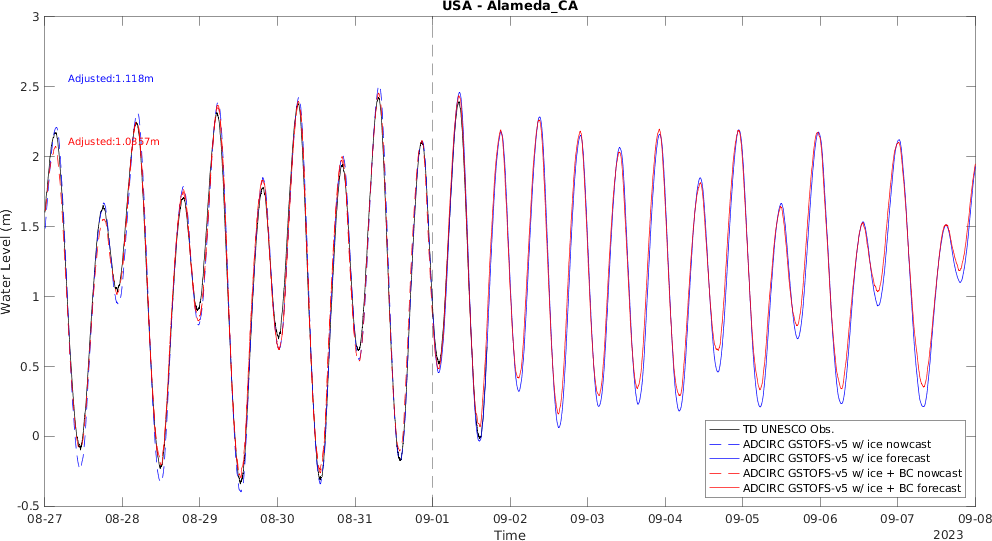 USA - Alameda_CA
3
2.5
2
1.5
1
0.5
0
-0.5
Water Level (m)
Adjusted:1.118m
Adjusted:1.0357m
TD UNESCO Obs.
ADCIRC GSTOFS-v5 w/ ice nowcast
ADCIRC GSTOFS-v5 w/ ice forecast
ADCIRC GSTOFS-v5 w/ ice + BC nowcast
ADCIRC GSTOFS-v5 w/ ice + BC forecast
08-27 08-28 08-29 08-30 08-31 09-01 09-02 09-03 09-04 09-05 09-06 09-07 09-08
Time
2023